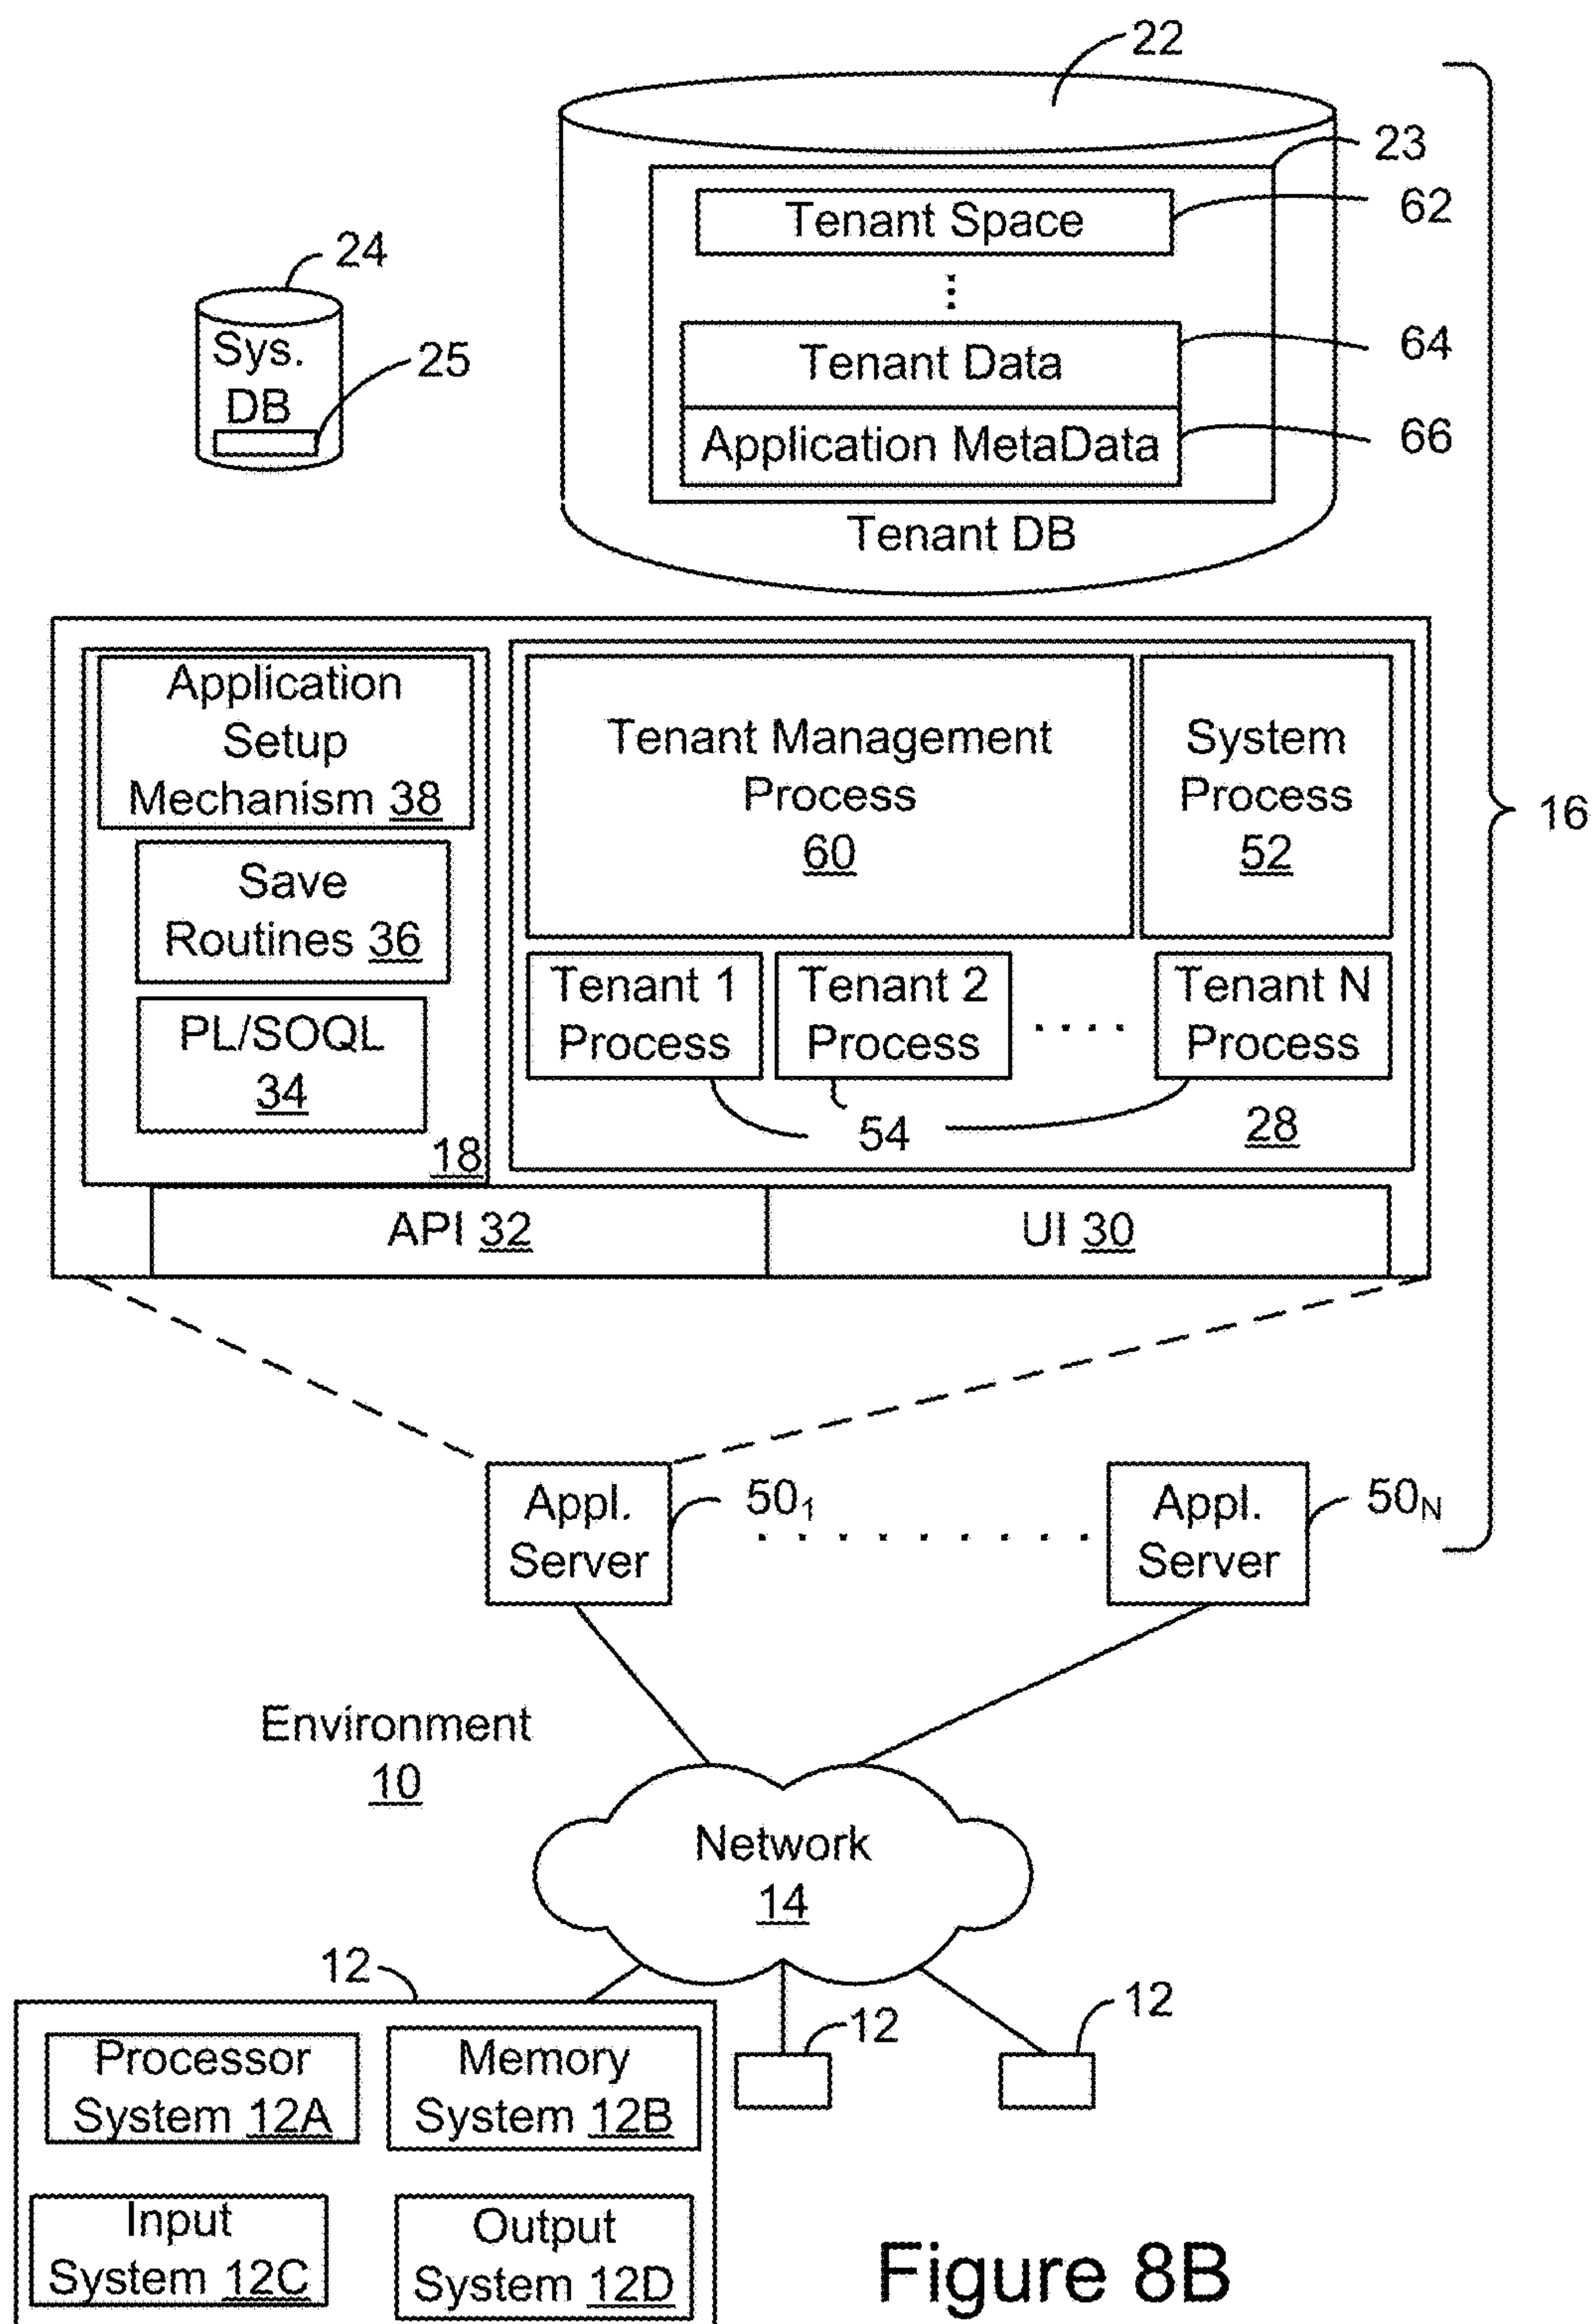 22
23
Tenant Space
62
24
Sys.
DB
25
Tenant Data
64
Application MetaData
66
Tenant DB
Application
Setup
Mechanism 38
Tenant Management
Process
60
System
Process
52
16
Save
Routines 36
Tenant 1
Process
Tenant 2
Process
Tenant N
Process
PL/SOQL
34
54
28
18
API 32
UI 30
Appl.
Server
50₁
Appl.
Server
50ₙ
Environment
10
Network
14
12
12
12
Processor
System 12A
Memory
System 12B
Input
System 12C
Output
System 12D
Figure 8B